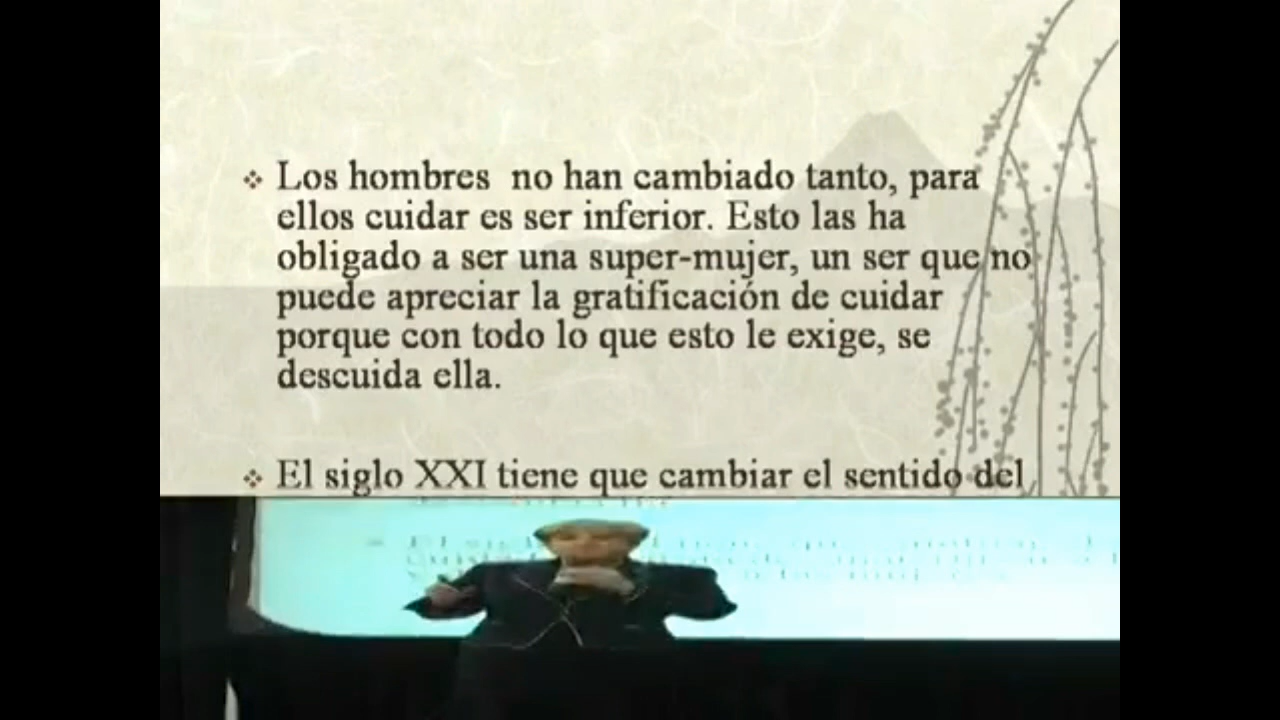 Los hombres no han cambiado tanto, para
ellos cuidar es ser inferior. Esto las ha
obligado a ser una super-mujer, un ser que no
puede apreciar la gratificación de cuidar
porque con todo lo que esto le exige, se
descuida ella.
El siglo XXI tiene que cambiar el sentido del